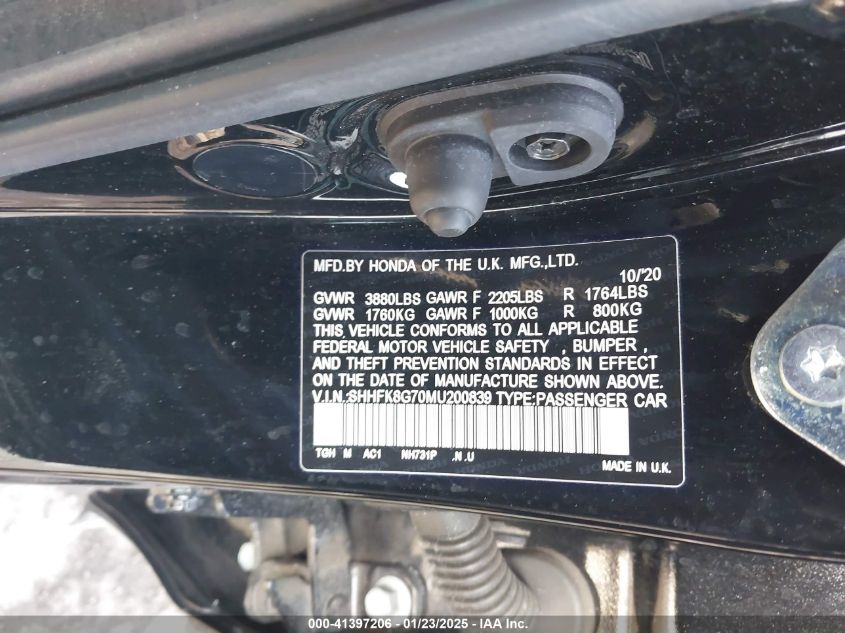 MFD.BY HONDA OF THE U.K. MFG.,LTD.
10/'20
GVWR 3880LBS GAWR F 2205LBS R 1764LBS
GVWR 1760KG GAWR F 1000KG R 800KG
THIS VEHICLE CONFORMS TO ALL APPLICABLE
FEDERAL MOTOR VEHICLE SAFETY , BUMPER ,
AND THEFT PREVENTION STANDARDS IN EFFECT
ON THE DATE OF MANUFACTURE SHOWN ABOVE.
V.I.N.:SHHFK8G70MU200839 TYPE:PASSENGER CAR
TGH M AC1 NH731P .N .U
MADE IN U.K.
000-41397206 - 01/23/2025 - IAA Inc.